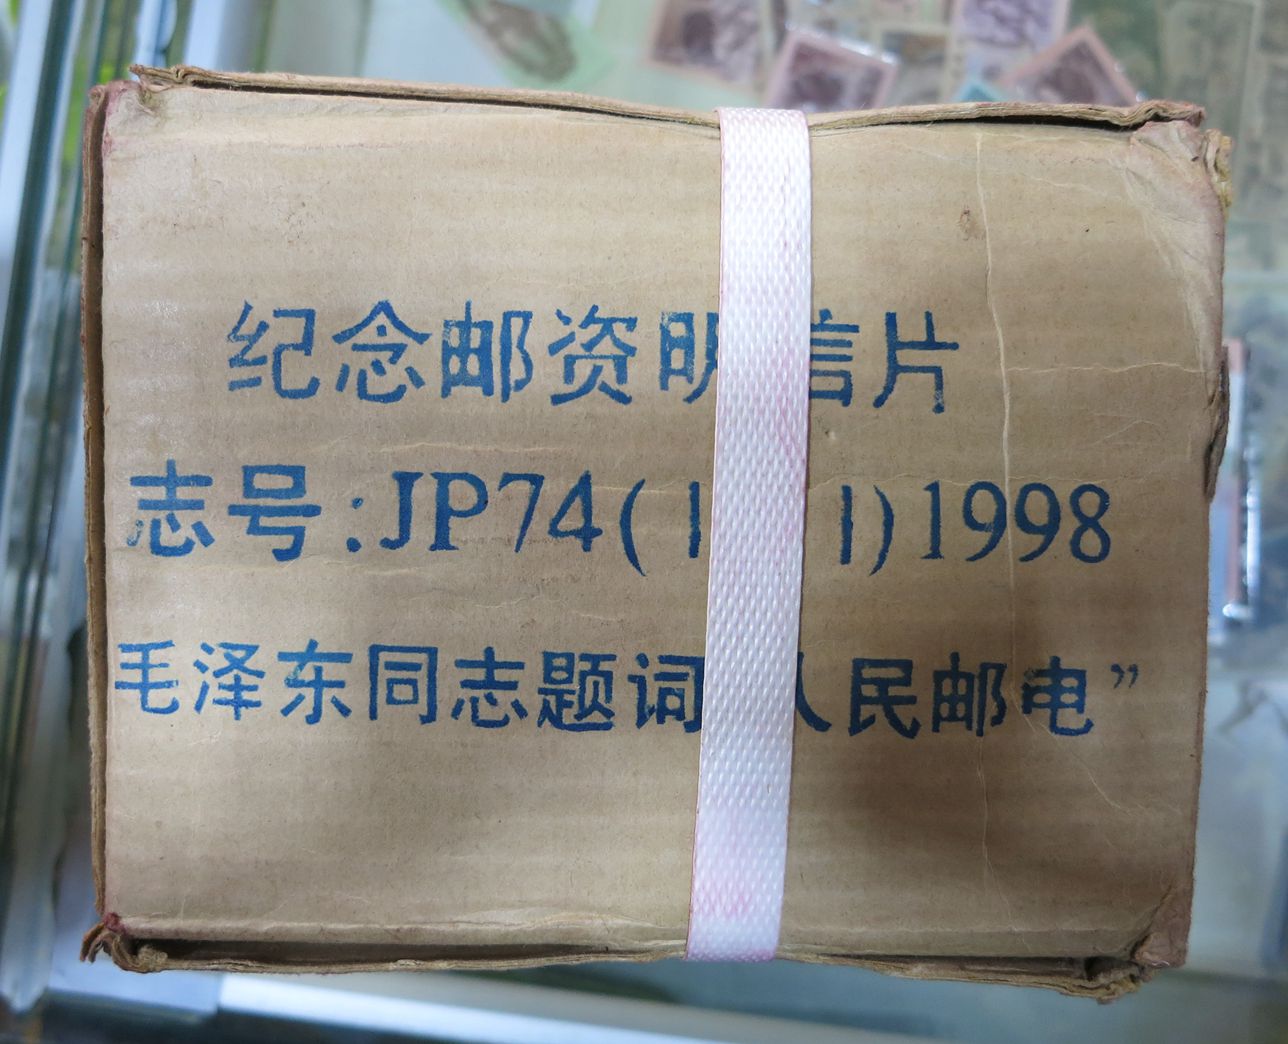 纪念邮资明信片
志号:JP74(1 1)1998
毛泽东同志题词 人民邮电”